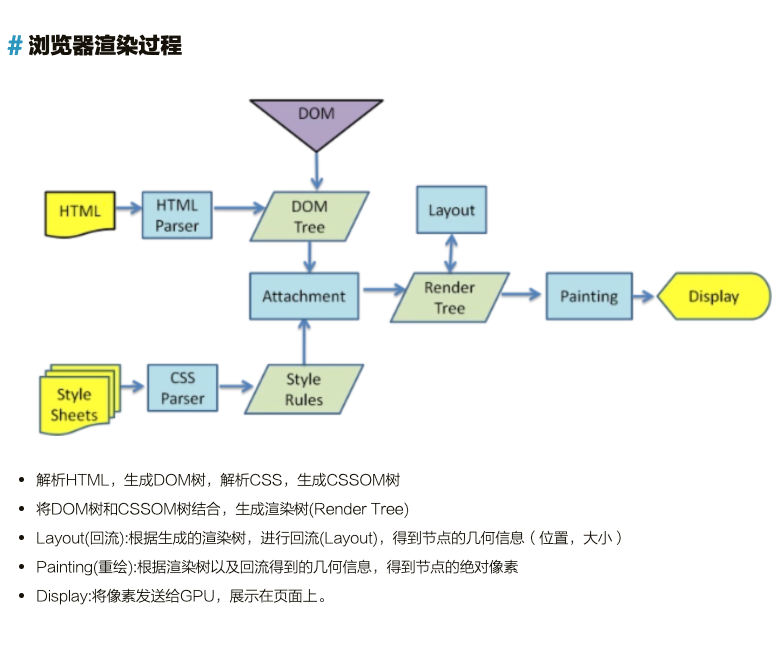 # 浏览器渲染过程
DOM
HTML
HTML
Parser
DOM
Tree
Layout
Attachment
Render
Tree
Painting
Display
Style
Sheets
CSS
Parser
Style
Rules
• 解析HTML，生成DOM树，解析CSS，生成CSSOM树
• 将DOM树和CSSOM树结合，生成渲染树(Render Tree)
• Layout(回流):根据生成的渲染树，进行回流(Layout)，得到节点的几何信息（位置，大小）
• Painting(重绘):根据渲染树以及回流得到的几何信息，得到节点的绝对像素
• Display:将像素发送给GPU，展示在页面上。